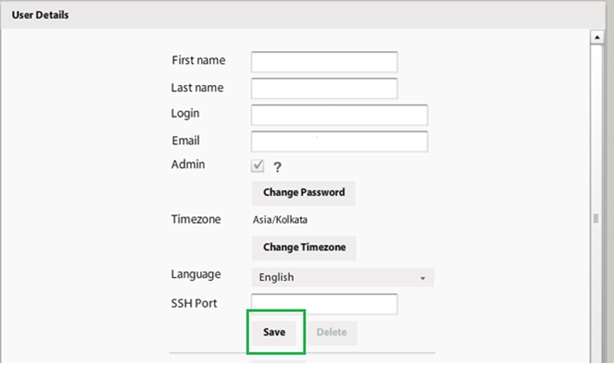 User Details
First name
Last name
Login
Email
Admin ?
Change Password
Timezone Asia/Kolkata
Change Timezone
Language English
SSH Port
Save Delete